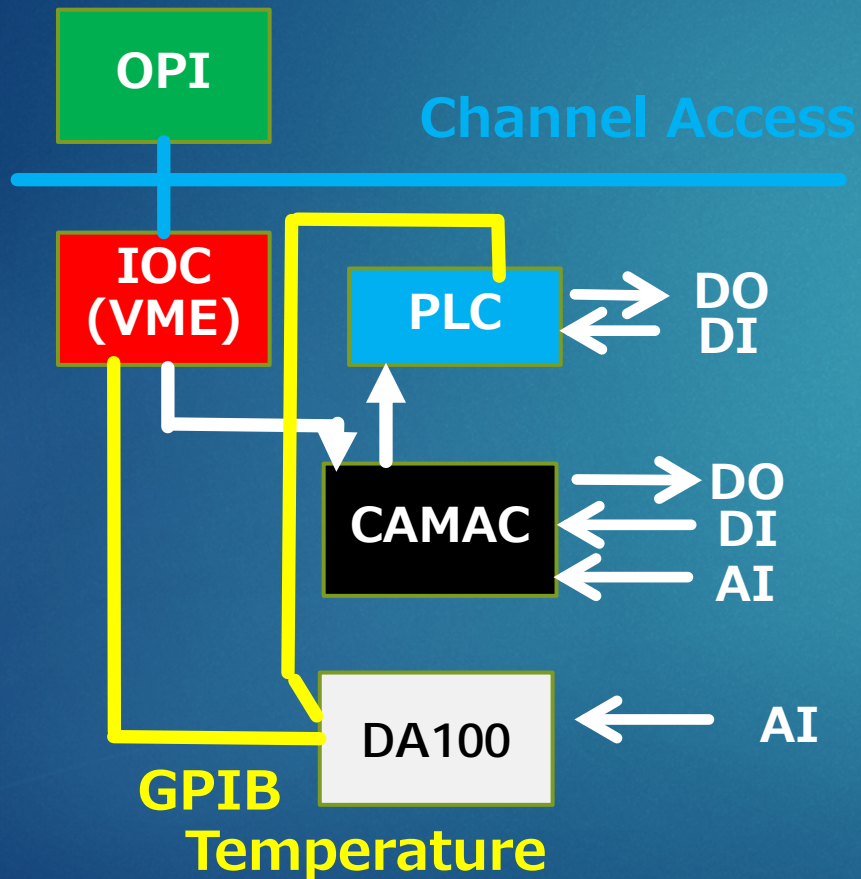 OPI
Channel Access
IOC
(VME)
PLC
DO
DI
CAMAC
DO
DI
AI
DA100
AI
GPIB
Temperature